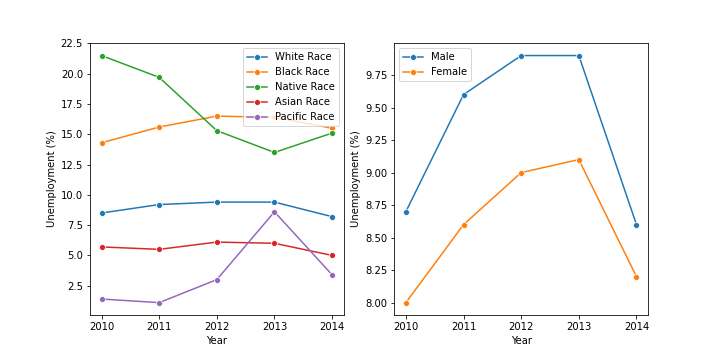 22.5
20.0
17.5
15.0
12.5
10.0
7.5
5.0
2.5
Unemployment (%)
2010 2011 2012 2013 2014
Year
White Race
Black Race
Native Race
Asian Race
Pacific Race
9.75
9.50
9.25
9.00
8.75
8.50
8.25
8.00
Unemployment (%)
2010 2011 2012 2013 2014
Year
Male
Female